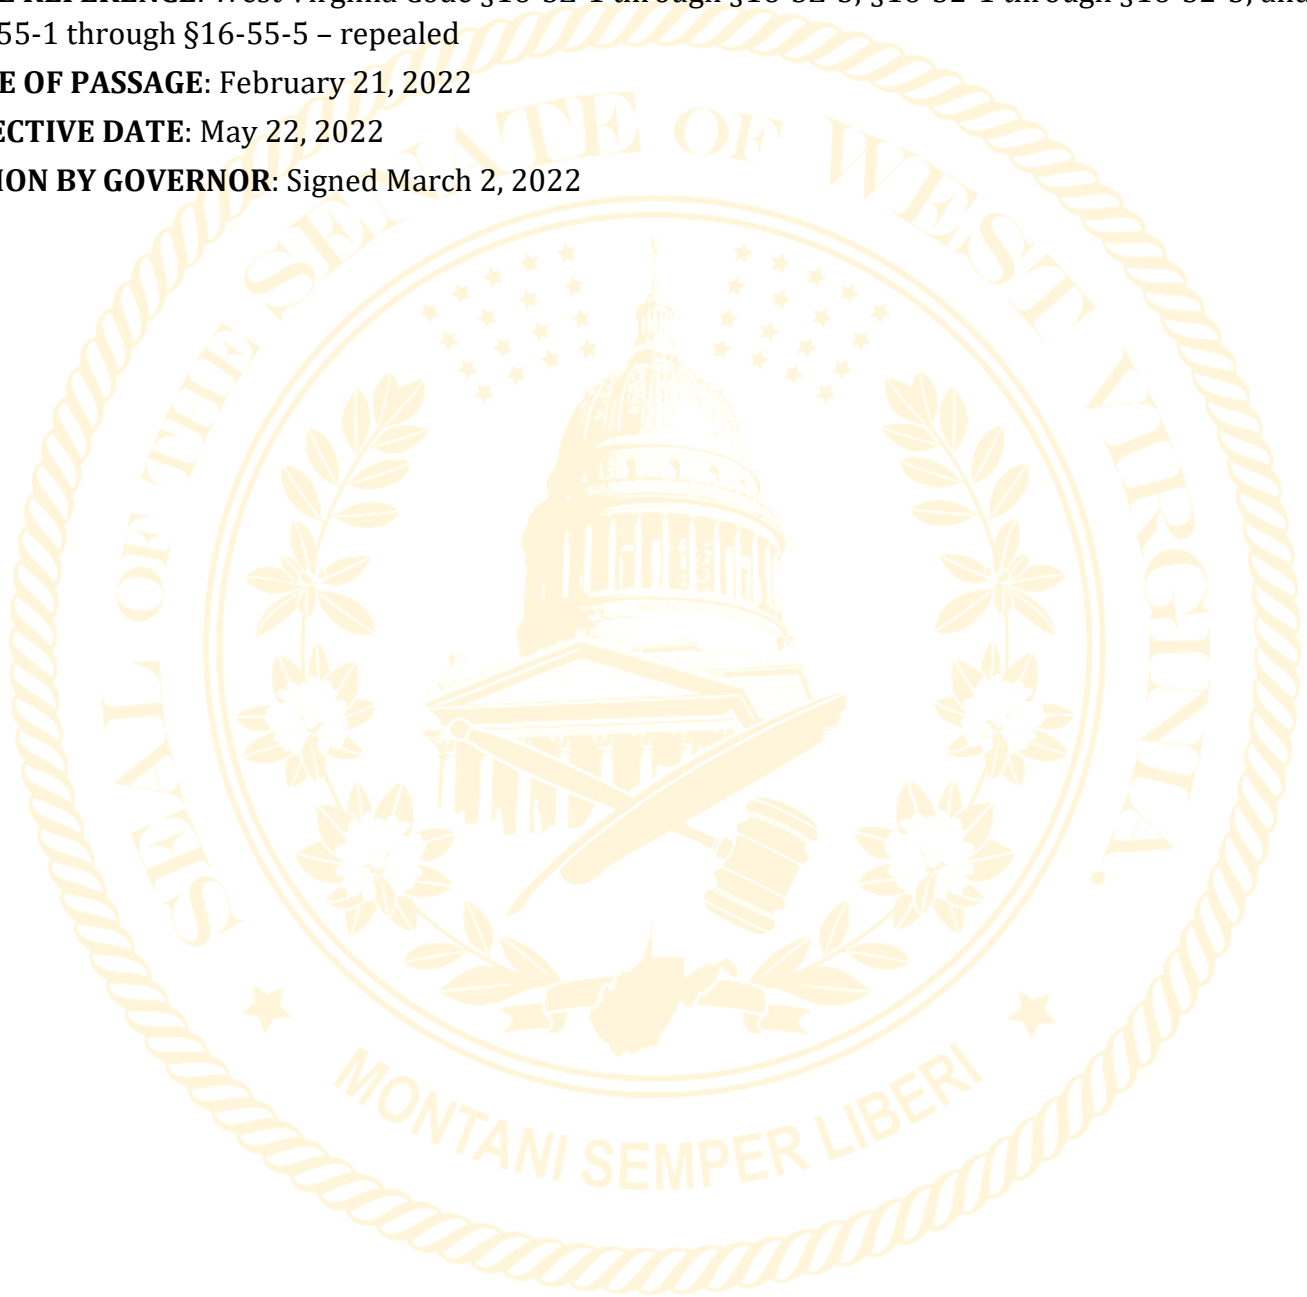 55-1 through §16-55-5 – repealed
E OF PASSAGE: February 21, 2022
ECTIVE DATE: May 22, 2022
ION BY GOVERNOR: Signed March 2, 2022
SEAL OF THE SENATE OF WEST VIRGINIA.
MONTANI SEMPER LIBERI